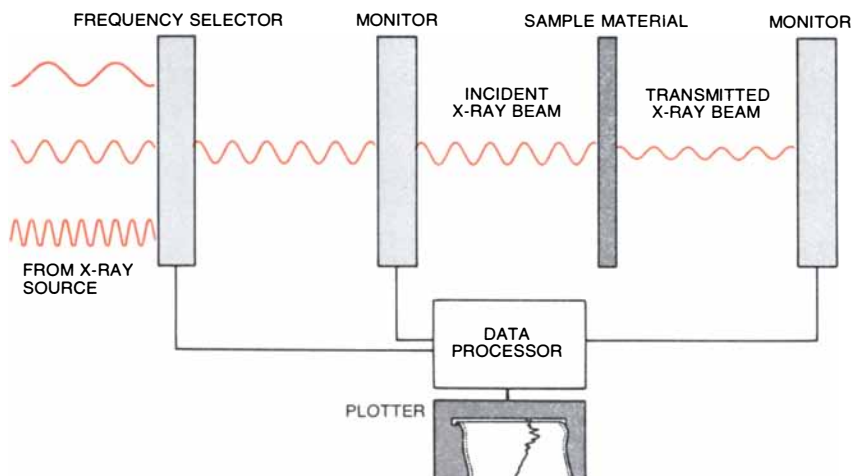 FREQUENCY SELECTOR
MONITOR
SAMPLE MATERIAL
MONITOR
INCIDENT
X-RAY BEAM
TRANSMITTED
X-RAY BEAM
FROM X-RAY
SOURCE
DATA
PROCESSOR
PLOTTER